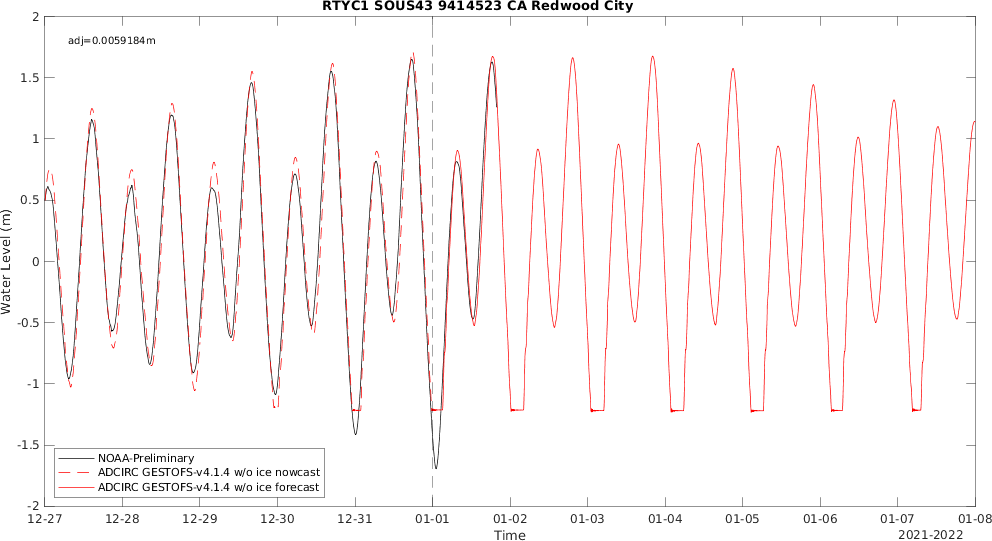 RTYC1 SOUS43 9414523 CA Redwood City
adj=0.0059184m
2
1.5
1
0.5
0
-0.5
-1
-1.5
-2
Water Level (m)
NOAA-Preliminary
ADCIRC GESTOFS-v4.1.4 w/o ice nowcast
ADCIRC GESTOFS-v4.1.4 w/o ice forecast
12-27 12-28 12-29 12-30 12-31 01-01 01-02 01-03 01-04 01-05 01-06 01-07 01-08
Time
2021-2022